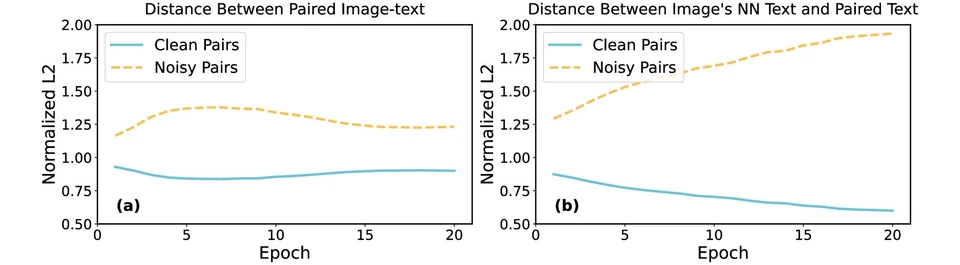 Distance Between Paired Image-text
2.00
1.75
1.50
1.25
1.00
0.75
0.50
Normalized L2
Clean Pairs
Noisy Pairs
(a)
0 5 10 15 20
Epoch
Distance Between Image's NN Text and Paired Text
2.00
1.75
1.50
1.25
1.00
0.75
0.50
Normalized L2
Clean Pairs
Noisy Pairs
(b)
0 5 10 15 20
Epoch